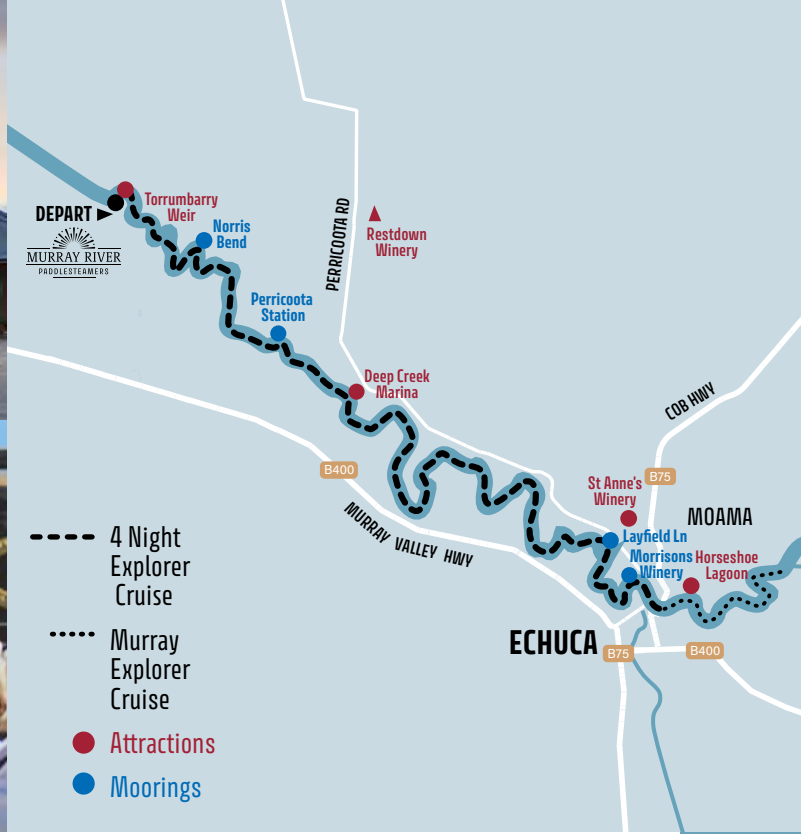 Torrumbarry
Weir
DEPART
MURRAY RIVER
PADDLESTEAMERS
Norris
Bend
PERRICOOTA RD
Restdown
Winery
Perricoota
Station
Deep Creek
Marina
COB HWY
B400
B75
St Anne's
Winery
MOAMA
MURRAY VALLEY HWY
Layfield Ln
Morrisons
Winery
Horseshoe
Lagoon
ECHUCA
B75
B400
4 Night
Explorer
Cruise
Murray
Explorer
Cruise
Attractions
Moorings